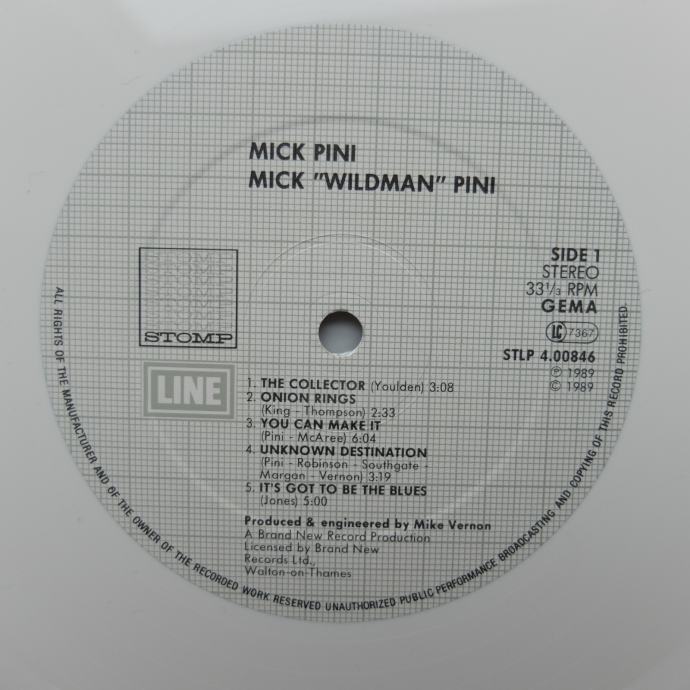 MICK PINI
MICK "WILDMAN" PINI
STOMP
LINE
SIDE 1
STEREO
33 1/3 RPM
GEMA
LC 7367
STLP 4.00846
℗ 1989
© 1989
1. THE COLLECTOR (Youlden) 3:08
2. ONION RINGS
(King - Thompson) 2:33
3. YOU CAN MAKE IT
(Pini - McAree) 6:04
4. UNKNOWN DESTINATION
(Pini - Robinson - Southgate -
Margan - Vernon) 3:19
5. IT'S GOT TO BE THE BLUES
(Jones) 5:00
Produced & engineered by Mike Vernon
A Brand New Record Production
Licensed by Brand New
Records Ltd.,
Walton-on-Thames
ALL RIGHTS OF THE MANUFACTURER AND OF THE OWNER OF THE RECORDED WORK RESERVED UNAUTHORIZED PUBLIC PERFORMANCE BROADCASTING AND COPYING OF THIS RECORD PROHIBITED